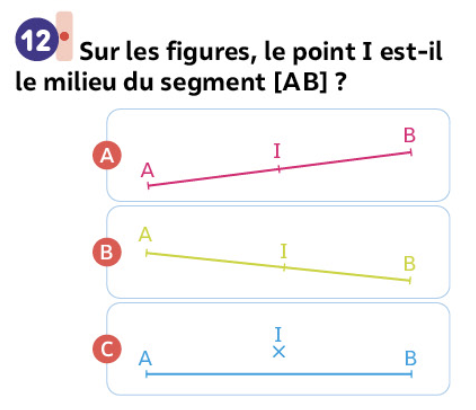 12
Sur les figures, le point I est-il
le milieu du segment [AB] ?
A
A I B
B
A I B
C
A I B